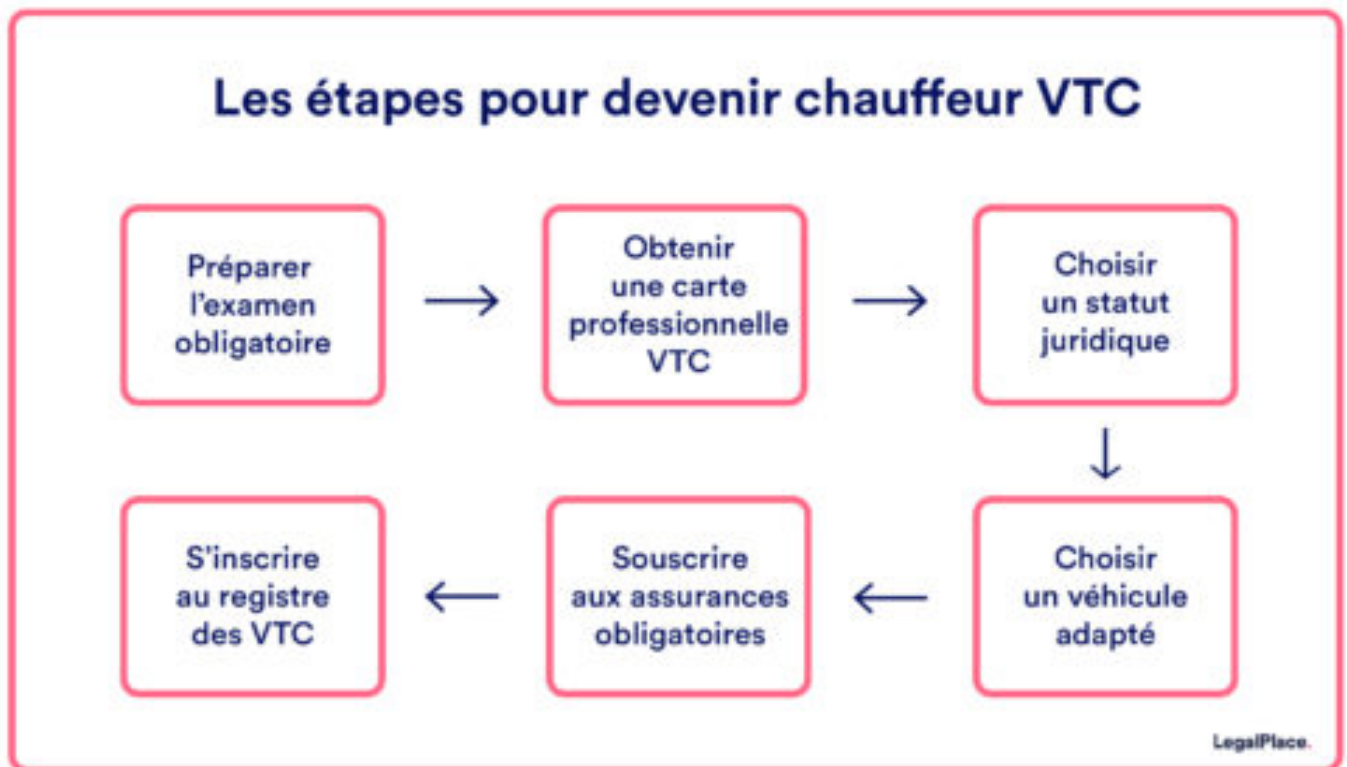 Les étapes pour devenir chauffeur VTC
Préparer
l'examen
obligatoire
Obtenir
une carte
professionnelle
VTC
Choisir
un statut
juridique
Choisir
un véhicule
adapté
Souscrire
aux assurances
obligatoires
S'inscrire
au registre
des VTC
LegalPlace.